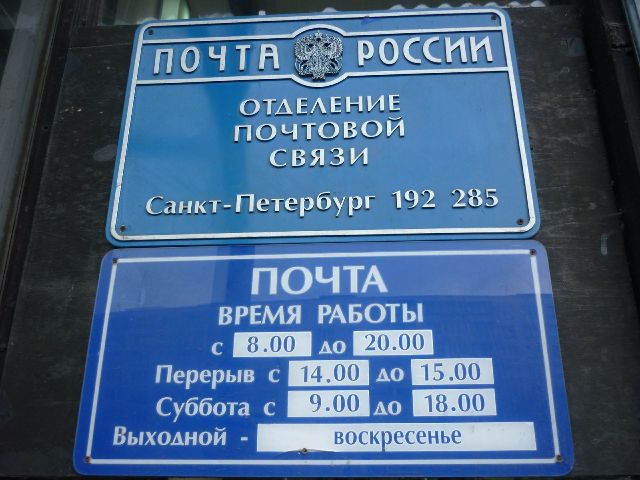 ПОЧТА РОССИИ
ОТДЕЛЕНИЕ
ПОЧТОВОЙ
СВЯЗИ
Санкт-Петербург 192 285
ПОЧТА
ВРЕМЯ РАБОТЫ
с 8.00 до 20.00
Перерыв с 14.00 до 15.00
Суббота с 9.00 до 18.00
Выходной - воскресенье